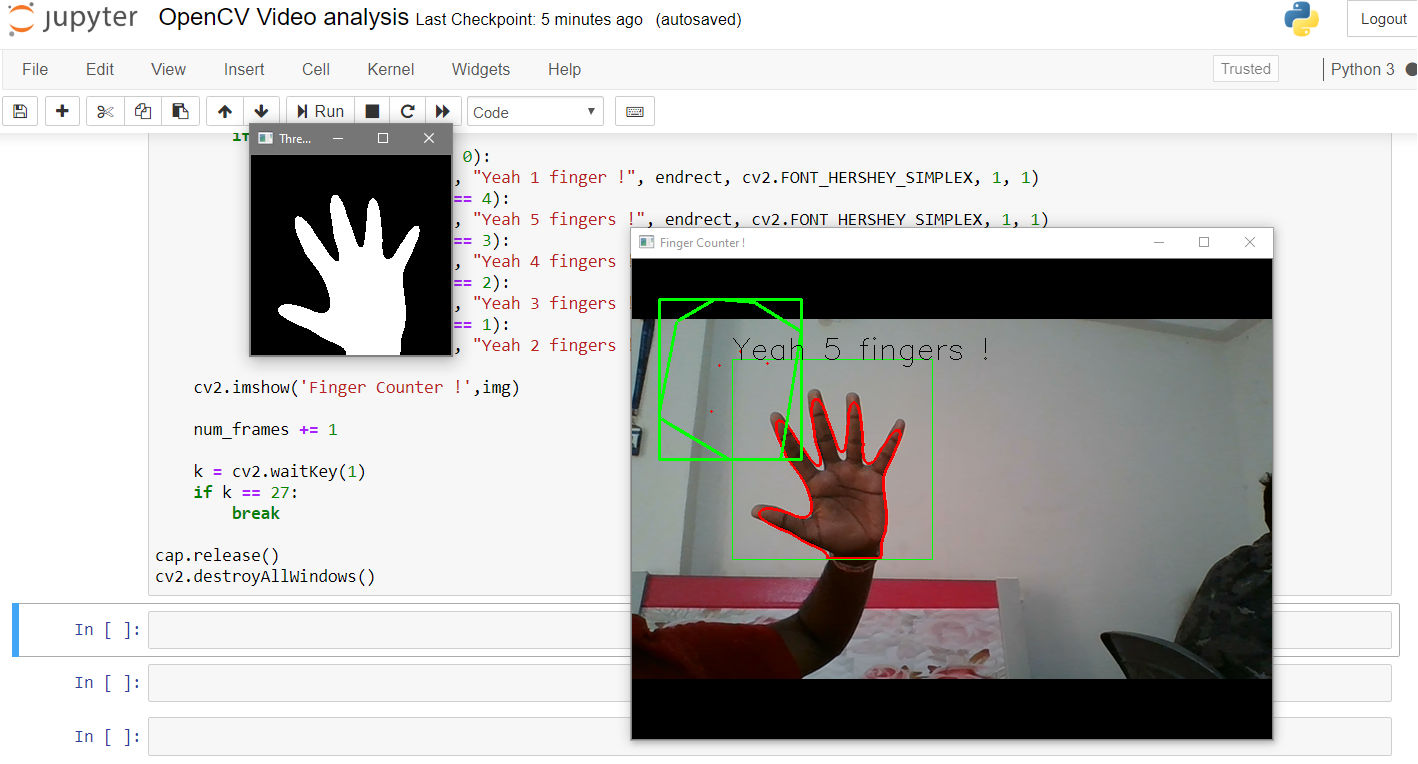 jupyter OpenCV Video analysis Last Checkpoint: 5 minutes ago (autosaved)
Logout
File Edit View Insert Cell Kernel Widgets Help
Trusted Python 3
Run Code
if
Thre...
0):
, "Yeah 1 finger !", endrect, cv2.FONT_HERSHEY_SIMPLEX, 1, 1)
== 4):
, "Yeah 5 fingers !", endrect, cv2.FONT_HERSHEY_SIMPLEX, 1, 1)
== 3):
, "Yeah 4 fingers
== 2):
, "Yeah 3 fingers
== 1):
, "Yeah 2 fingers
Finger Counter !
Yeah 5 fingers !
cv2.imshow('Finger Counter !',img)
num_frames += 1
k = cv2.waitKey(1)
if k == 27:
break
cap.release()
cv2.destroyAllWindows()
In [ ]:
In [ ]:
In [ ]: